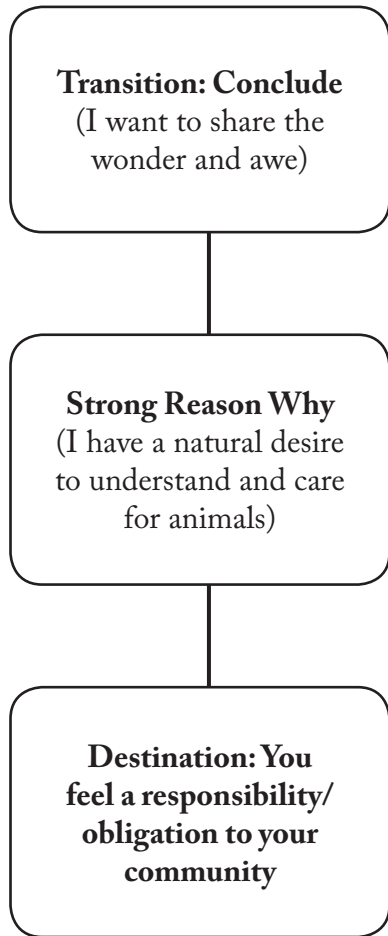 Transition: Conclude
(I want to share the
wonder and awe)
Strong Reason Why
(I have a natural desire
to understand and care
for animals)
Destination: You
feel a responsibility/
obligation to your
community